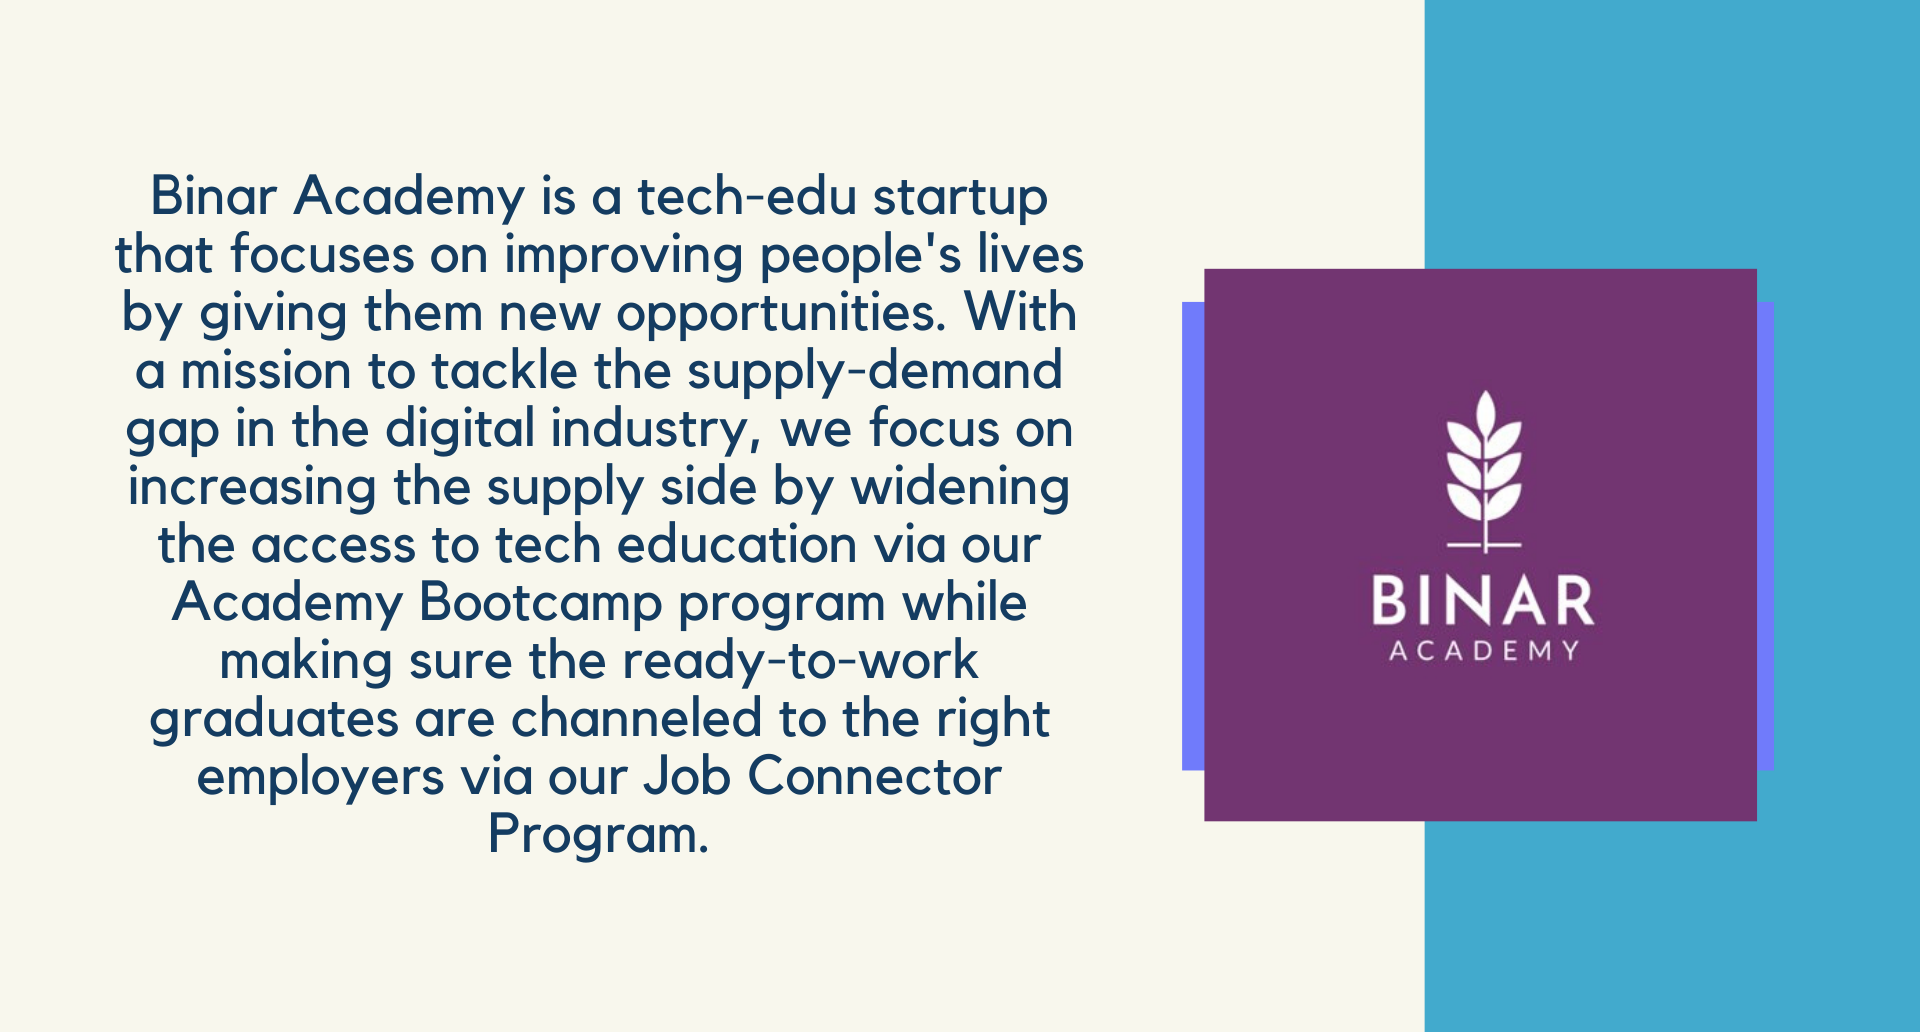 Binar Academy is a tech-edu startup
that focuses on improving people's lives
by giving them new opportunities. With
a mission to tackle the supply-demand
gap in the digital industry, we focus on
increasing the supply side by widening
the access to tech education via our
Academy Bootcamp program while
making sure the ready-to-work
graduates are channeled to the right
employers via our Job Connector
Program.
BINAR
ACADEMY